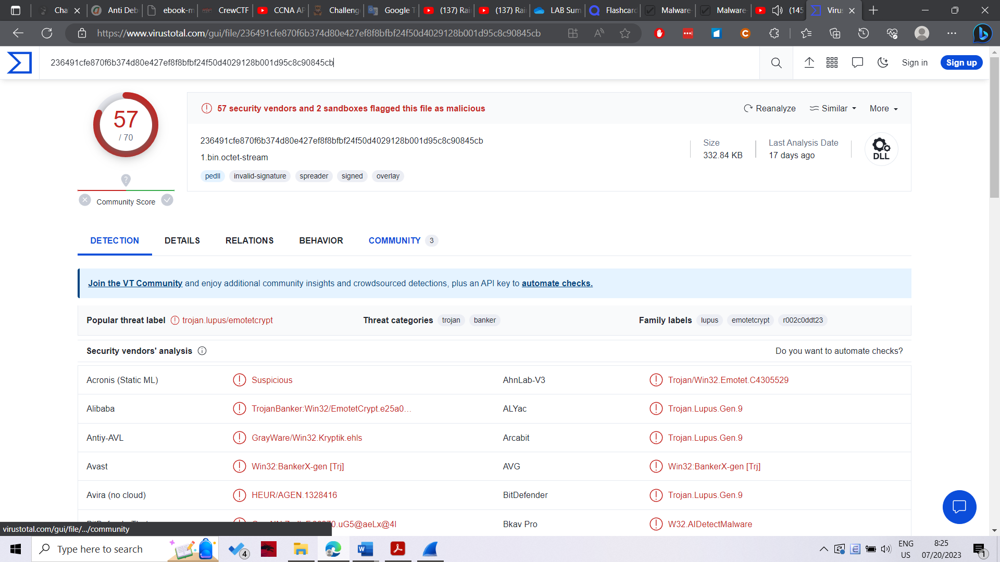 Cha
Anti Deb
ebook-m
CrewCTF
CCNA AP
Challeng
Google T
(137) Rai
(137) Rai
LAB Sum
Flashcard
Malware-
Malware-
(145
Virus
https://www.virustotal.com/gui/file/236491cfe870f6b374d80e427ef8f8bfbf24f50d4029128b001d95c8c90845cb
236491cfe870f6b374d80e427ef8f8bfbf24f50d4029128b001d95c8c90845cb
Sign in
Sign up
57
/ 70
Community Score
57 security vendors and 2 sandboxes flagged this file as malicious
Reanalyze
Similar
More
236491cfe870f6b374d80e427ef8f8bfbf24f50d4029128b001d95c8c90845cb
1.bin.octet-stream
pedll invalid-signature spreader signed overlay
Size
332.84 KB
Last Analysis Date
17 days ago
DLL
DETECTION DETAILS RELATIONS BEHAVIOR COMMUNITY 3
Join the VT Community and enjoy additional community insights and crowdsourced detections, plus an API key to automate checks.
Popular threat label trojan.lupus/emotetcrypt
Threat categories trojan banker
Family labels lupus emotetcrypt r002c0ddt23
Security vendors' analysis
Do you want to automate checks?
Acronis (Static ML) Suspicious AhnLab-V3 Trojan/Win32.Emotet.C4305529
Alibaba TrojanBanker:Win32/EmotetCrypt.e25a0... ALYac Trojan.Lupus.Gen.9
Antiy-AVL GrayWare/Win32.Kryptik.ehls Arcabit Trojan.Lupus.Gen.9
Avast Win32:BankerX-gen [Trj] AVG Win32:BankerX-gen [Trj]
Avira (no cloud) HEUR/AGEN.1328416 BitDefender Trojan.Lupus.Gen.9
.uG5@aeLx@4I Bkav Pro W32.AIDetectMalware
virustotal.com/gui/file/.../community
Type here to search
4
ENG
US
8:25
07/20/2023
1